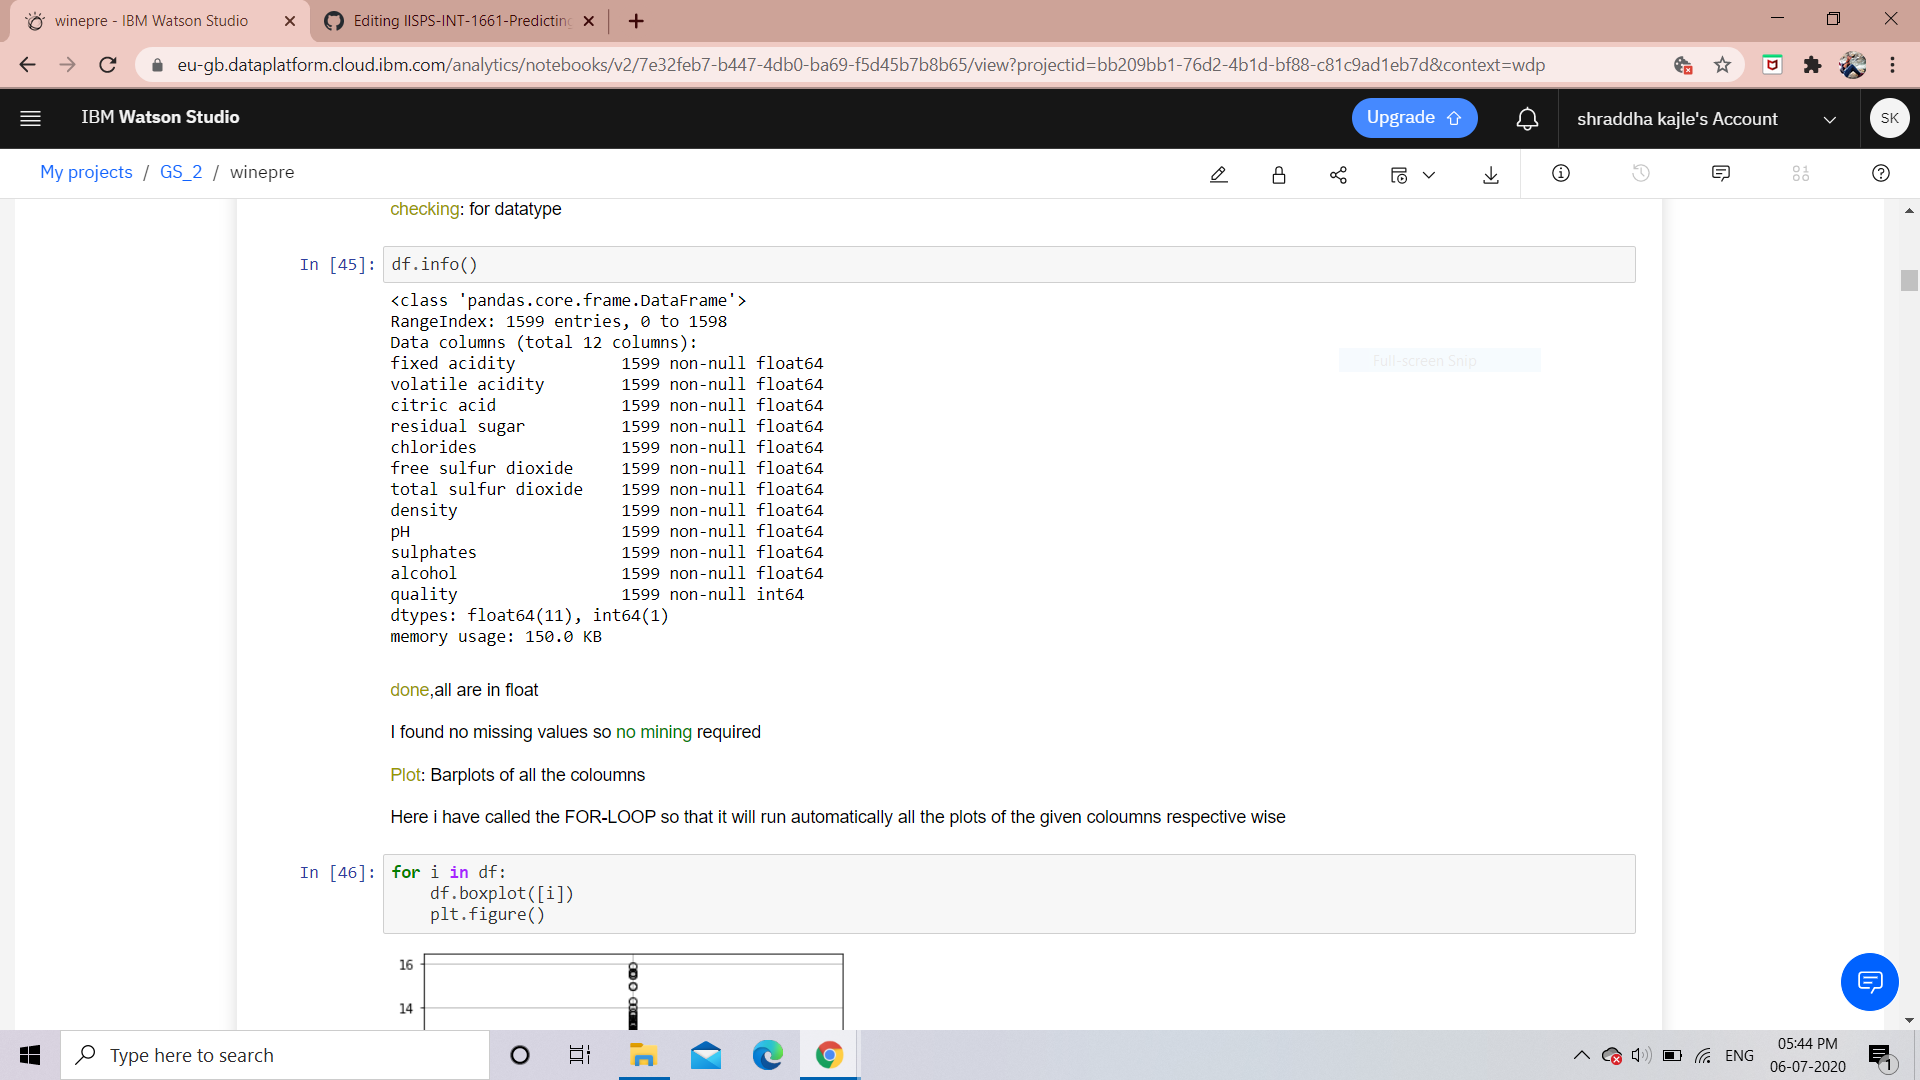 winepre - IBM Watson Studio
Editing IISPS-INT-1661-Predicting
eu-gb.dataplatform.cloud.ibm.com/analytics/notebooks/v2/7e32feb7-b447-4db0-ba69-f5d45b7b8b65/view?projectid=bb209bb1-76d2-4b1d-bf88-c81c9ad1eb7d&context=wdp
IBM Watson Studio
Upgrade
shraddha kajle's Account
SK
My projects / GS_2 / winepre
checking: for datatype
In [45]: df.info()
<class 'pandas.core.frame.DataFrame'>
RangeIndex: 1599 entries, 0 to 1598
Data columns (total 12 columns):
fixed acidity 1599 non-null float64
volatile acidity 1599 non-null float64
citric acid 1599 non-null float64
residual sugar 1599 non-null float64
chlorides 1599 non-null float64
free sulfur dioxide 1599 non-null float64
total sulfur dioxide 1599 non-null float64
density 1599 non-null float64
pH 1599 non-null float64
sulphates 1599 non-null float64
alcohol 1599 non-null float64
quality 1599 non-null int64
dtypes: float64(11), int64(1)
memory usage: 150.0 KB
Full-screen Snip
done,all are in float
I found no missing values so no mining required
Plot: Barplots of all the coloumns
Here i have called the FOR-LOOP so that it will run automatically all the plots of the given coloumns respective wise
In [46]: for i in df:
df.boxplot([i])
plt.figure()
16
14
Type here to search
ENG
05:44 PM
06-07-2020
1